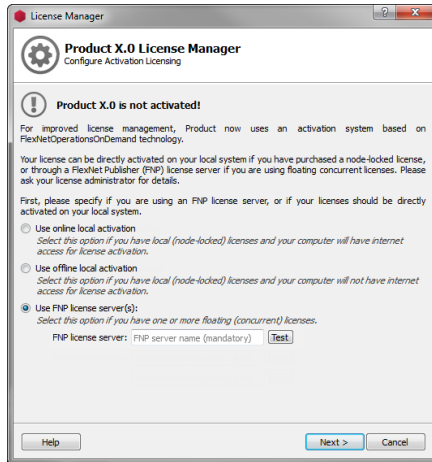 License Manager
Product X.0 License Manager
Configure Activation Licensing
Product X.0 is not activated!
For improved license management, Product now uses an activation system based on
FlexNetOperationsOnDemand technology.
Your license can be directly activated on your local system if you have purchased a node-locked license,
or through a FlexNet Publisher (FNP) license server if you are using floating concurrent licenses. Please
ask your license administrator for details.
First, please specify if you are using an FNP license server, or if your licenses should be directly
activated on your local system.
Use online local activation
Select this option if you have local (node-locked) licenses and your computer will have internet
access for license activation.
Use offline local activation
Select this option if you have local (node-locked) licenses and your computer will not have internet
access for license activation.
Use FNP license server(s):
Select this option if you have one or more floating (concurrent) licenses.
FNP license server: FNP server name (mandatory) Test
Help Next > Cancel